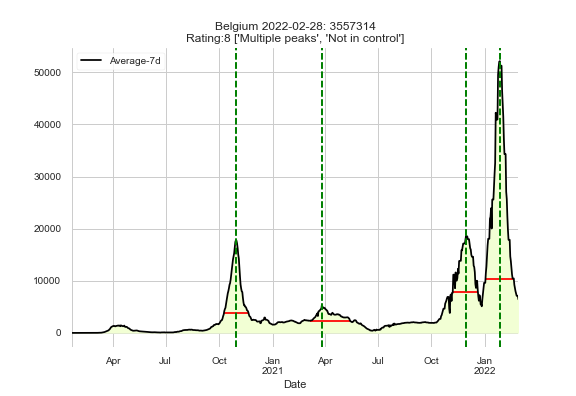 Belgium 2022-02-28: 3557314
Rating:8 ['Multiple peaks', 'Not in control']
Average-7d
50000
40000
30000
20000
10000
0
Apr Jul Oct Jan Apr Jul Oct Jan
2021 2022
Date